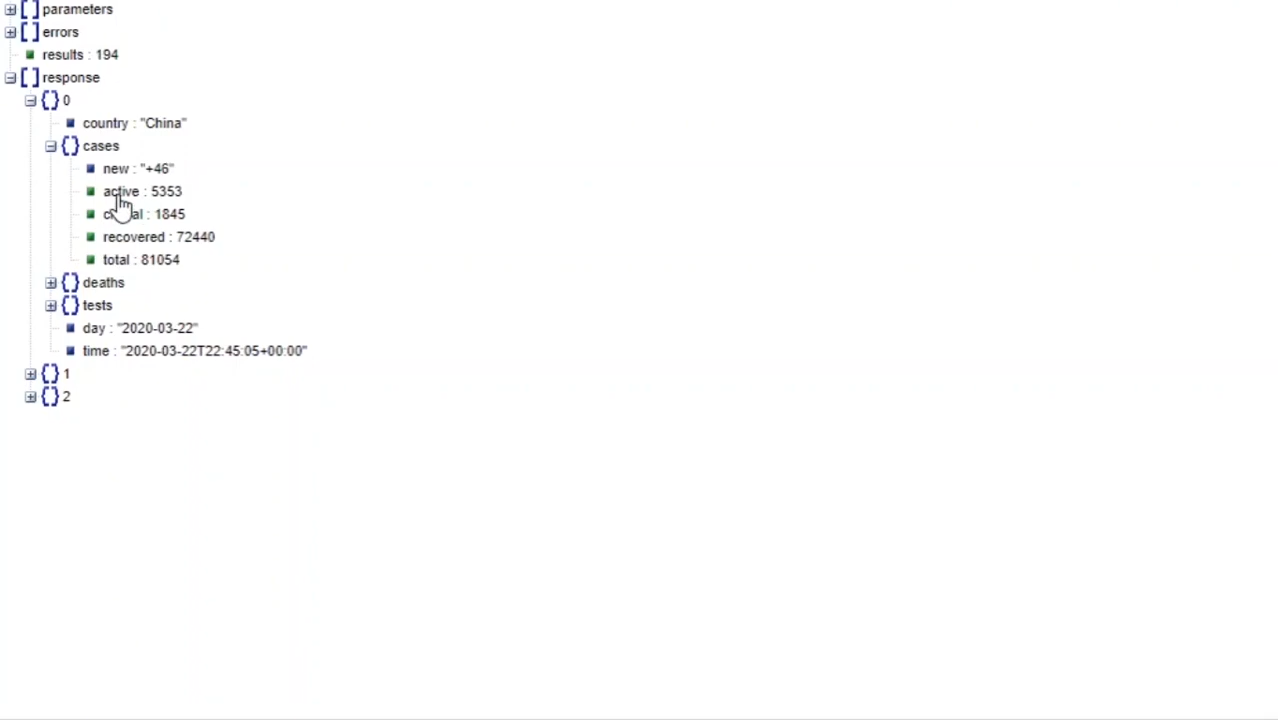 [] parameters
[] errors
results : 194
[] response
{} 0
country : "China"
{} cases
new : "+46"
active : 5353
: 1845
recovered : 72440
total : 81054
{} deaths
{} tests
day : "2020-03-22"
time : "2020-03-22T22:45:05+00:00"
{} 1
{} 2